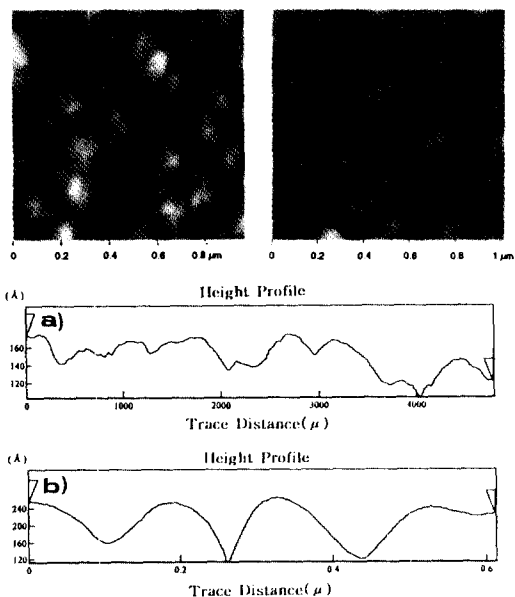 0 0.2 0.4 0.6 0.8 1 μm
0 0.2 0.4 0.6 0.8 1 μm
Height Profile
(Å)
a)
160
140
120
0 1000 2000 3000 4000
Trace Distance(μ)
Height Profile
(Å)
b)
240
200
160
120
0 0.2 0.4 0.6
Trace Distance(μ)